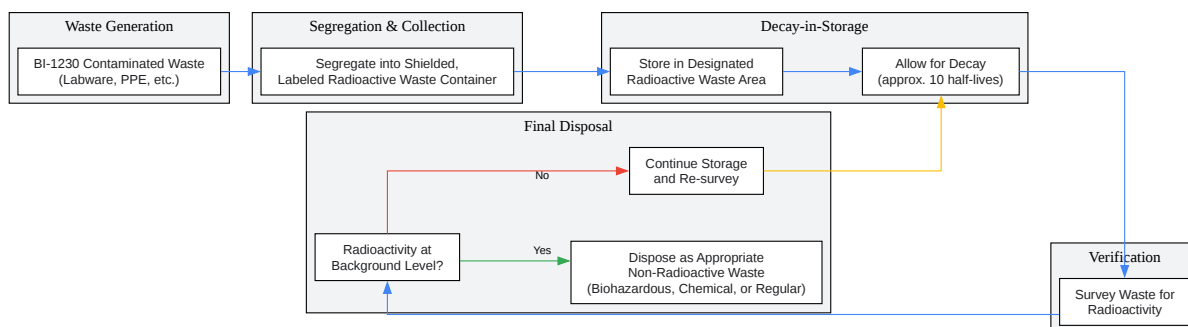 Waste Generation
BI-1230 Contaminated Waste
(Labware, PPE, etc.)
Segregation & Collection
Segregate into Shielded,
Labeled Radioactive Waste Container
Decay-in-Storage
Store in Designated
Radioactive Waste Area
Allow for Decay
(approx. 10 half-lives)
Final Disposal
Continue Storage
and Re-survey
No
Radioactivity at
Background Level?
Yes
Dispose as Appropriate
Non-Radioactive Waste
(Biohazardous, Chemical, or Regular)
Verification
Survey Waste for
Radioactivity